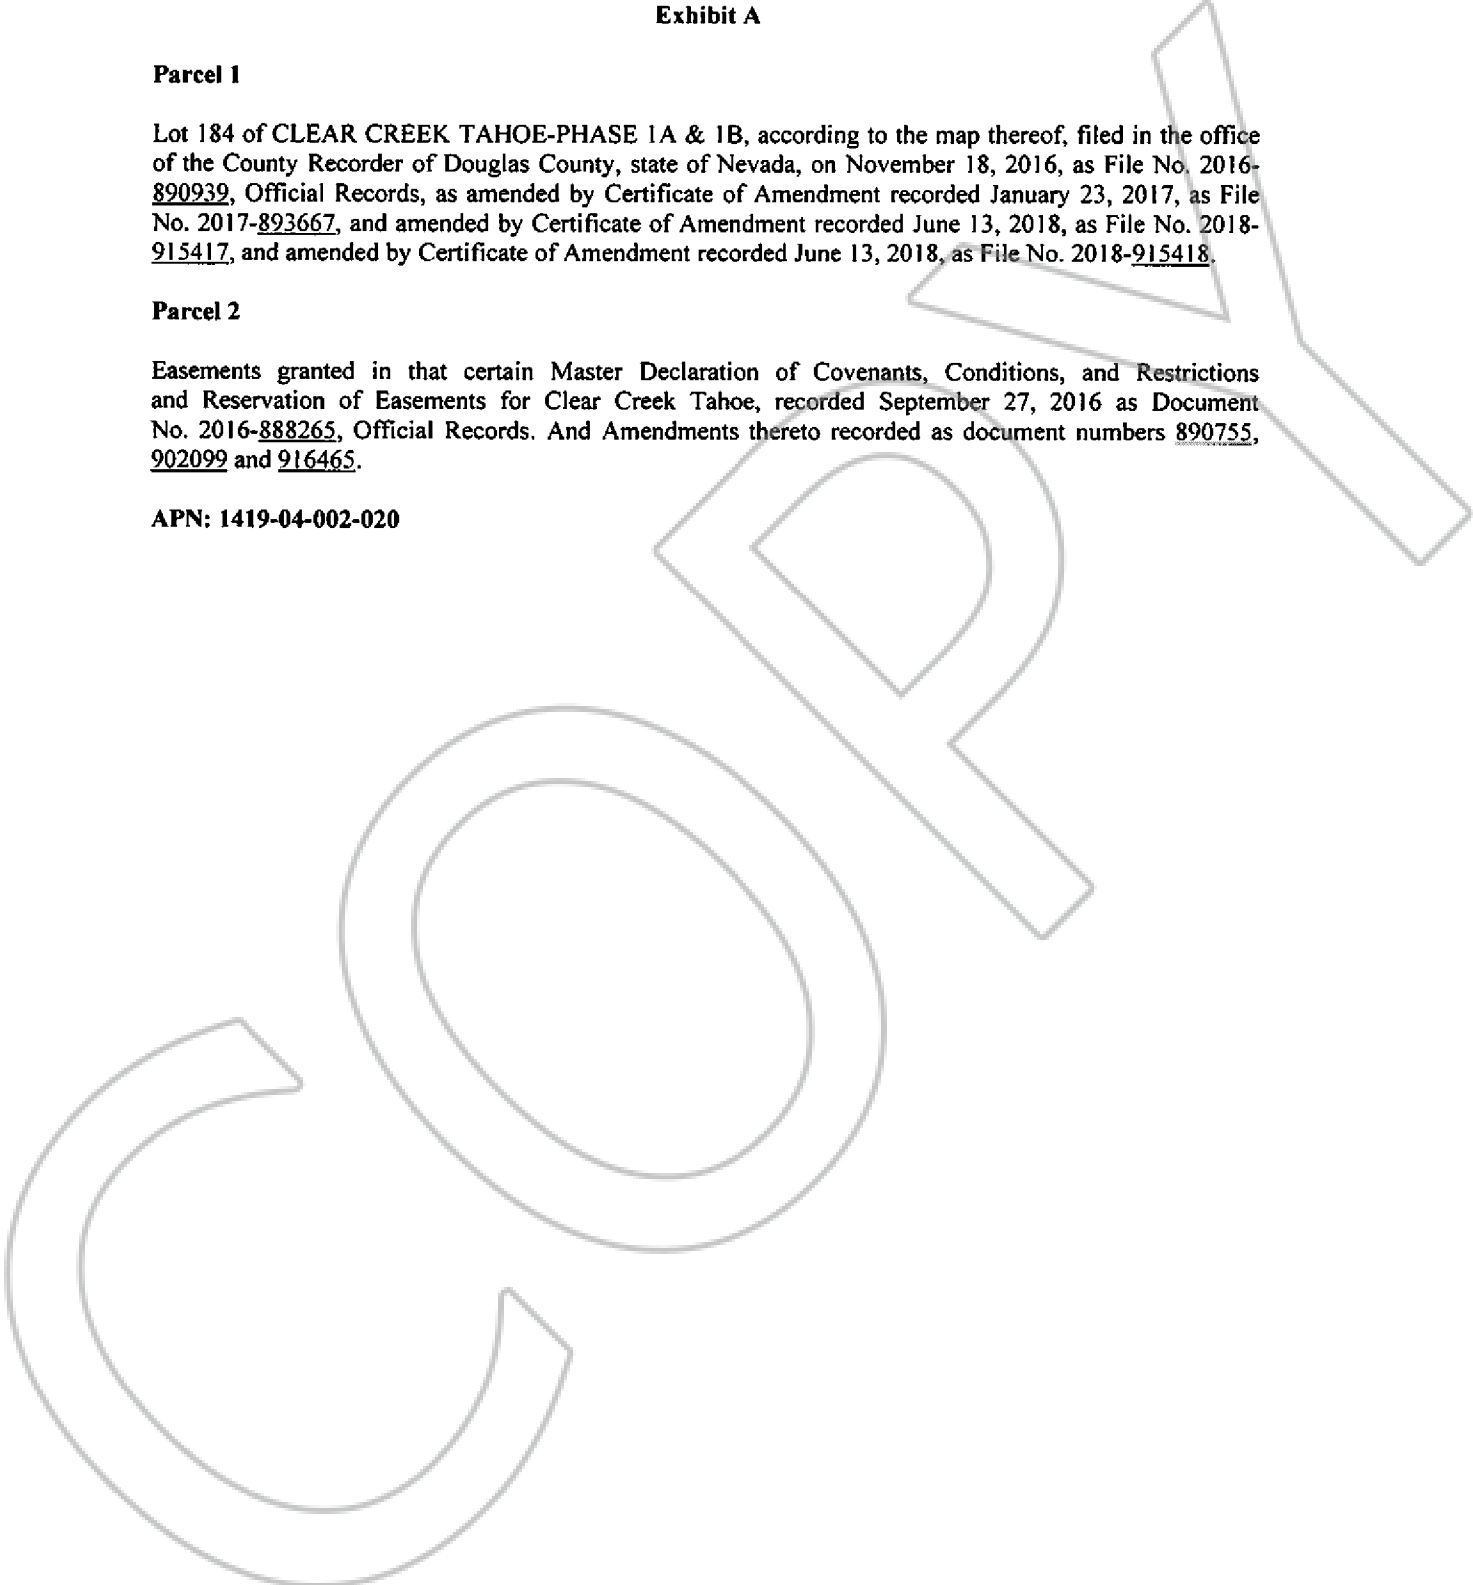 Exhibit A
Parcel 1
Lot 184 of CLEAR CREEK TAHOE-PHASE 1A & 1B, according to the map thereof, filed in the office
of the County Recorder of Douglas County, state of Nevada, on November 18, 2016, as File No. 2016-
890939, Official Records, as amended by Certificate of Amendment recorded January 23, 2017, as File
No. 2017-893667, and amended by Certificate of Amendment recorded June 13, 2018, as File No. 2018-
915417, and amended by Certificate of Amendment recorded June 13, 2018, as File No. 2018-915418.
Parcel 2
Easements granted in that certain Master Declaration of Covenants, Conditions, and Restrictions
and Reservation of Easements for Clear Creek Tahoe, recorded September 27, 2016 as Document
No. 2016-888265, Official Records. And Amendments thereto recorded as document numbers 890755,
902099 and 916465.
APN: 1419-04-002-020
COPY